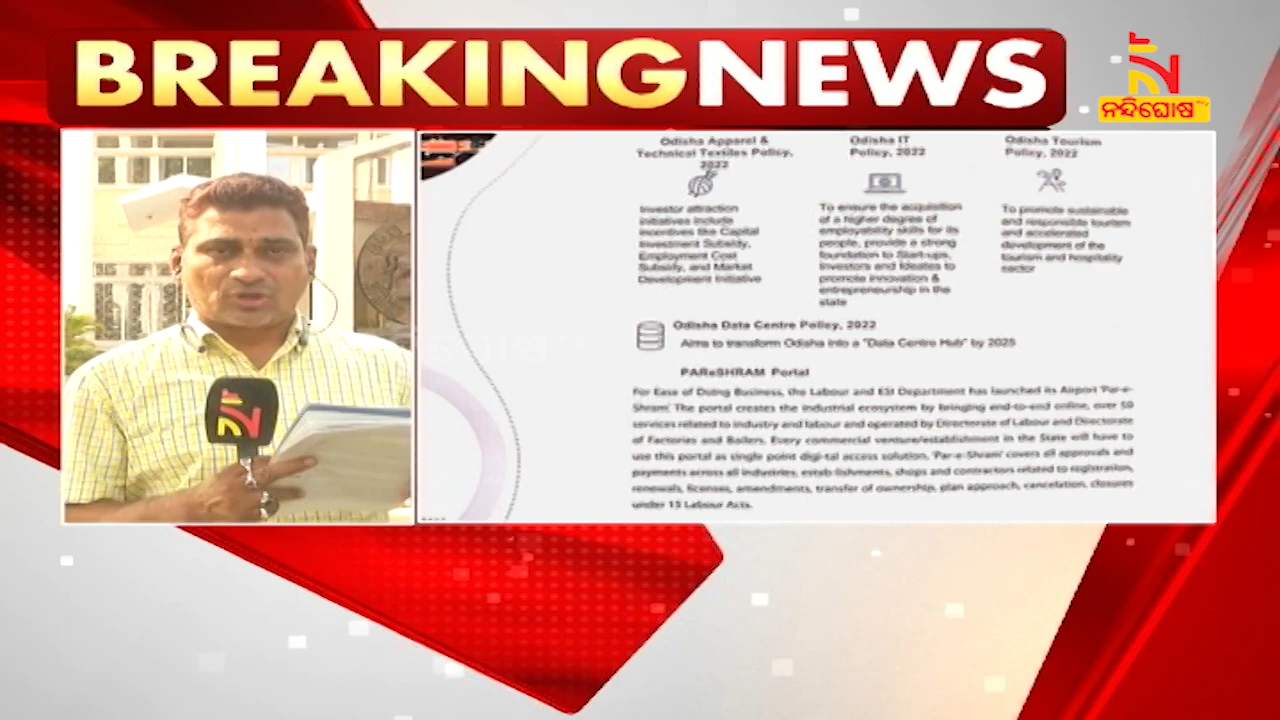 BREAKING NEWS
ନନ୍ଦିଘୋଷ
Odisha Apparel &
Technical Textiles Policy,
2022
Investor attraction
initiatives include
incentives like Capital
Investment Subsidy,
Employment Cost
Subsidy, and Market
Development Initiative
Odisha IT
Policy, 2022
To ensure the acquisition
of a higher degree of
employability skills for its
people, provide a strong
foundation to Start-ups,
Investors and Ideates to
promote innovation &
entrepreneurship in the
state
Odisha Tourism
Policy, 2022
To promote sustainable
and responsible tourism
and accelerated
development of the
tourism and hospitality
sector
Odisha Data Centre Policy, 2022
Aims to transform Odisha into a "Data Centre Hub" by 2025
PAReSHRAM Portal
For Ease of Doing Business, the Labour and ESI Department has launched its Airport 'Par-e-
Shram'. The portal creates the industrial ecosystem by bringing end-to-end online, over 50
services related to industry and labour and operated by Directorate of Labour and Directorate
of Factories and Boilers. Every commercial venture/establishment in the State will have to
use this portal as single point digi-tal access solution. 'Par-e-Shram' covers all approvals and
payments across all industries, estab-lishments, shops and contractors related to registration,
renewals, licenses, amendments, transfer of ownership, plan approach, cancelation, closures
under 13 Labour Acts.